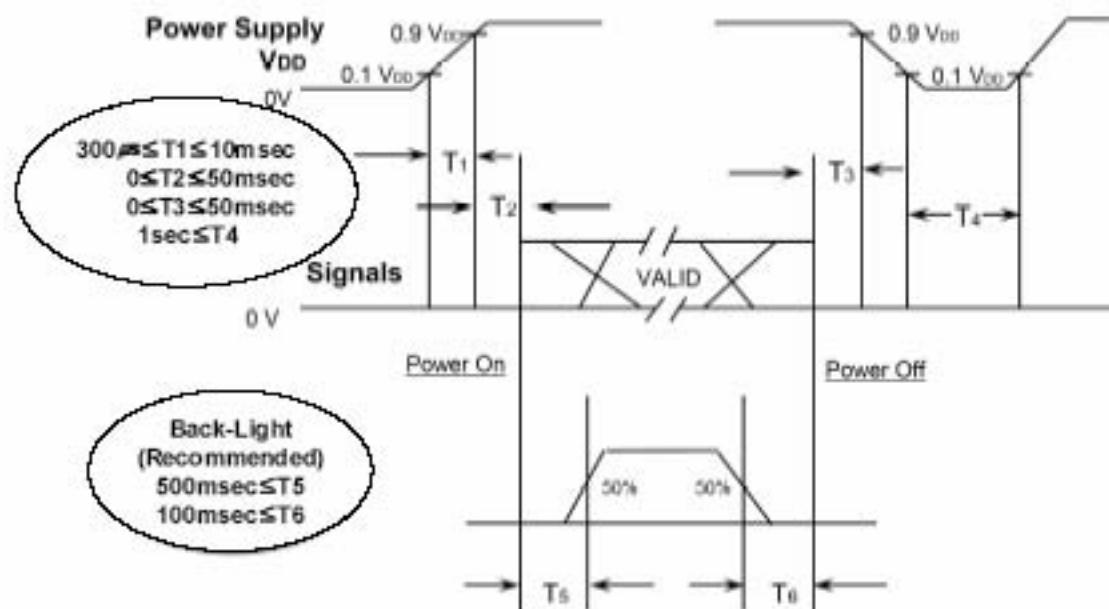 Power Supply
VDD
0.9 VDD
0.1 VDD
0V
0.9 VDD
0.1 VDD
300㎲≤T1≤10msec
0≤T2≤50msec
0≤T3≤50msec
1sec≤T4
T1
T2
T3
T4
Signals
VALID
0 V
Power On
Power Off
Back-Light
(Recommended)
500msec≤T5
100msec≤T6
50%
50%
T5
T6